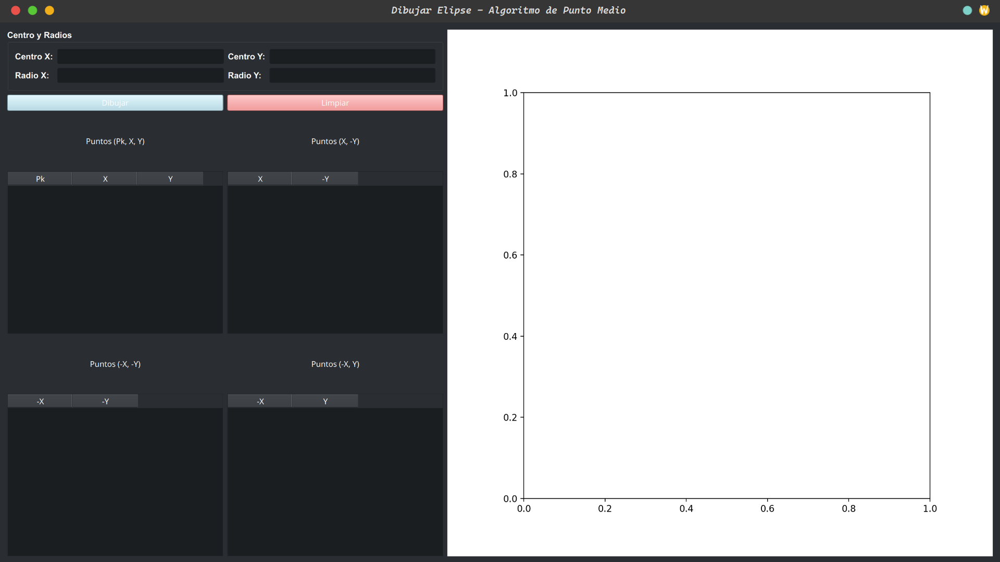 Dibujar Elipse - Algoritmo de Punto Medio
W
Centro y Radios
Centro X:
Centro Y:
Radio X:
Radio Y:
Dibujar
Limpiar
Puntos (Pk, X, Y)
Puntos (X, -Y)
Pk X Y
X -Y
Puntos (-X, -Y)
Puntos (-X, Y)
-X -Y
-X Y
1.0
0.8
0.6
0.4
0.2
0.0
0.0 0.2 0.4 0.6 0.8 1.0